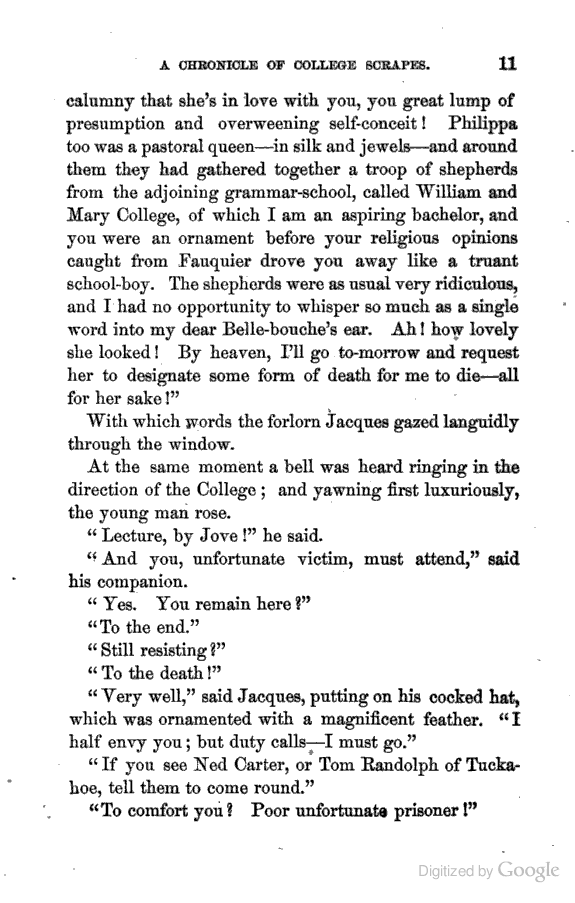 A CHRONICLE OF COLLEGE SCRAPES. 11
calumny that she's in love with you, you great lump of
presumption and overweening self-conceit! Philippa
too was a pastoral queen—in silk and jewels—and around
them they had gathered together a troop of shepherds
from the adjoining grammar-school, called William and
Mary College, of which I am an aspiring bachelor, and
you were an ornament before your religious opinions
caught from Fauquier drove you away like a truant
school-boy. The shepherds were as usual very ridiculous,
and I had no opportunity to whisper so much as a single
word into my dear Belle-bouche's ear. Ah! how lovely
she looked! By heaven, I'll go to-morrow and request
her to designate some form of death for me to die—all
for her sake!"
With which words the forlorn Jacques gazed languidly
through the window.
At the same moment a bell was heard ringing in the
direction of the College; and yawning first luxuriously,
the young man rose.
"Lecture, by Jove!" he said.
"And you, unfortunate victim, must attend," said
his companion.
"Yes. You remain here?"
"To the end."
"Still resisting?"
"To the death!"
"Very well," said Jacques, putting on his cocked hat,
which was ornamented with a magnificent feather. "I
half envy you; but duty calls—I must go."
"If you see Ned Carter, or Tom Randolph of Tucka-
hoe, tell them to come round."
"To comfort you? Poor unfortunate prisoner!"
Digitized by Google